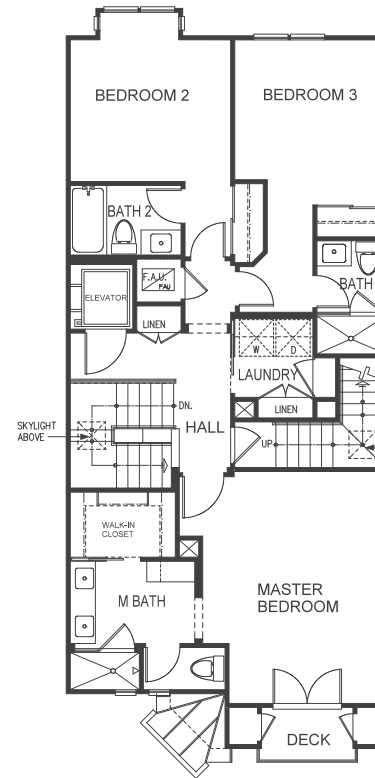 BEDROOM 2
BEDROOM 3
BATH 2
F.A.U.
FAU
BATH
ELEVATOR
LINEN
W
D
LAUNDRY
DN.
LINEN
SKYLIGHT
ABOVE
HALL
UP
WALK-IN
CLOSET
M BATH
MASTER
BEDROOM
DECK